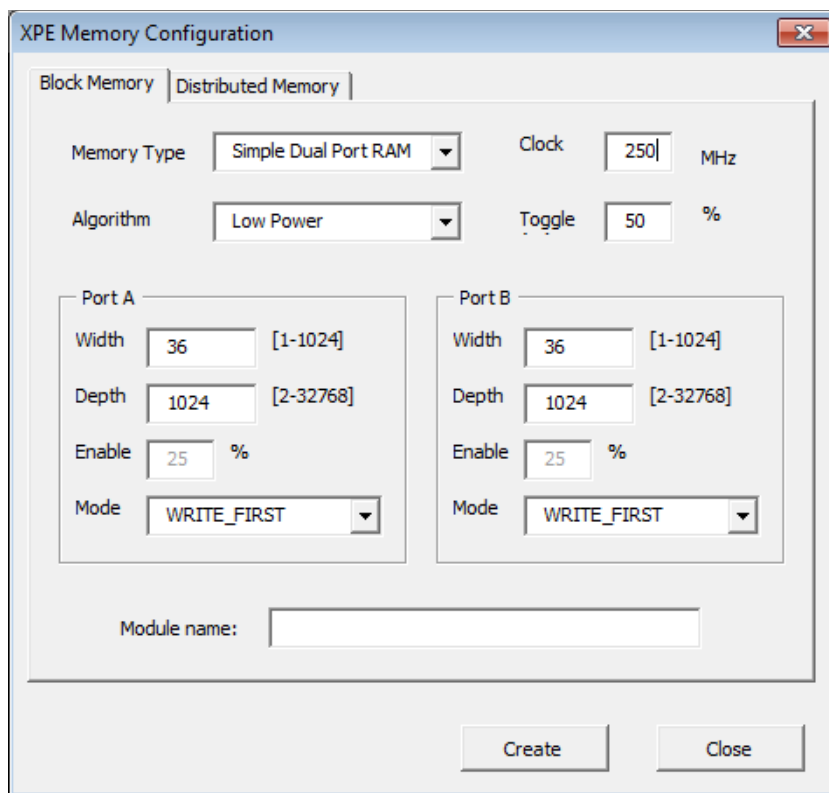 XPE Memory Configuration
Block Memory Distributed Memory
Memory Type Simple Dual Port RAM Clock 250 MHz
Algorithm Low Power Toggle 50 %
Port A Port B
Width 36 [1-1024] Width 36 [1-1024]
Depth 1024 [2-32768] Depth 1024 [2-32768]
Enable 25 % Enable 25 %
Mode WRITE_FIRST Mode WRITE_FIRST
Module name:
Create Close